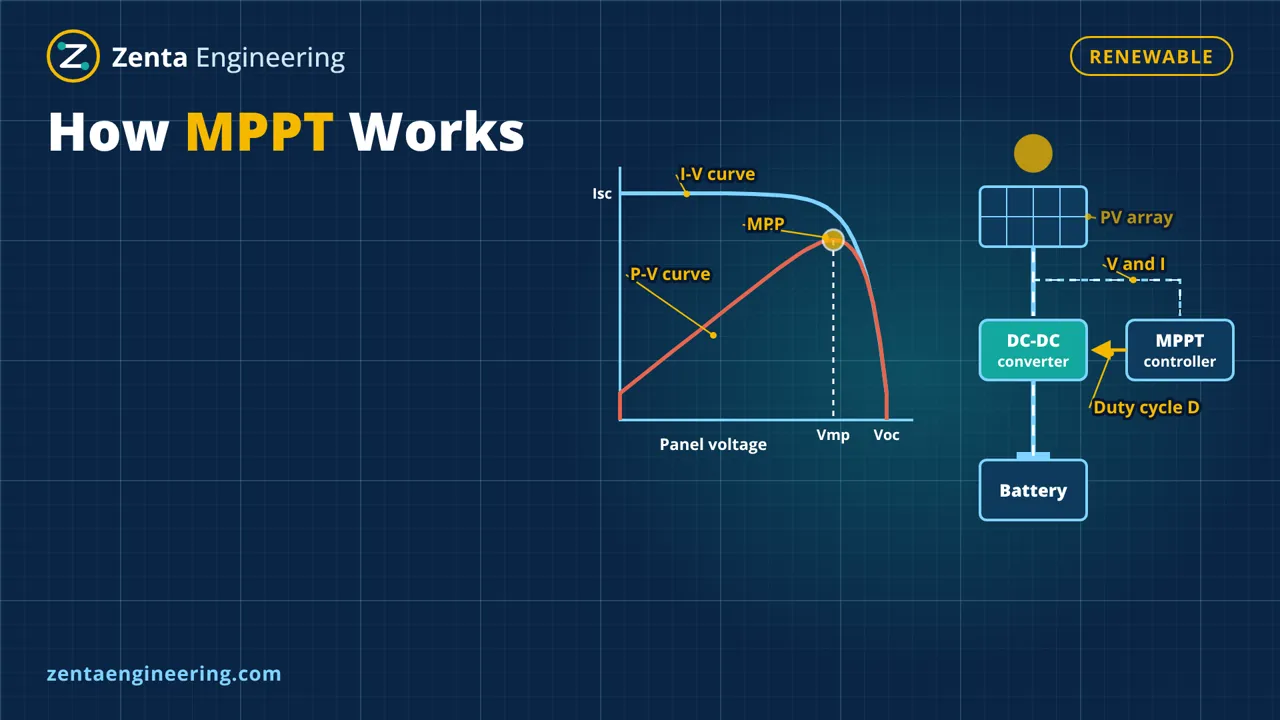 Zenta Engineering
RENEWABLE
How MPPT Works
I-V curve
Isc
MPP
P-V curve
Vmp
Voc
Panel voltage
PV array
V and I
DC-DC
converter
MPPT
controller
Duty cycle D
Battery
zentaengineering.com